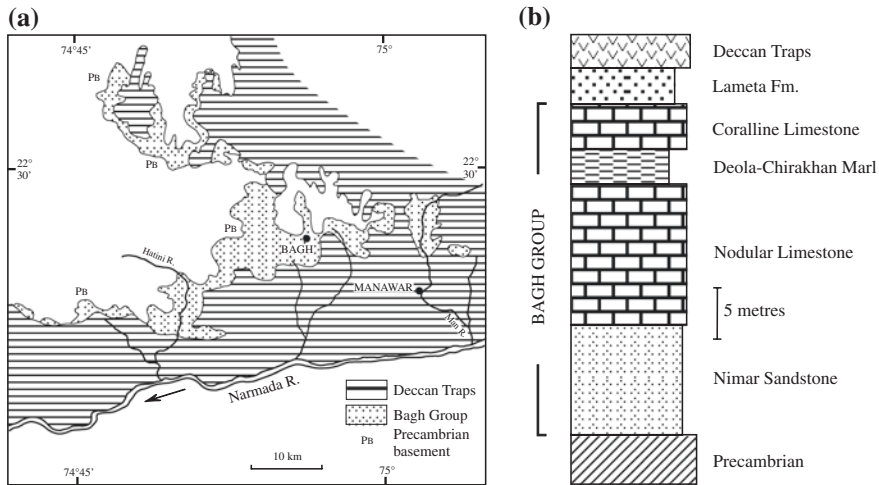 (a)
74°45'
75°
PB
PB
22°
30'
22°
30'
PB
BAGH
Hatini R.
MANAWAR
PB
Narmada R.
Deccan Traps
Bagh Group
PB
Precambrian
basement
10 km
74°45'
75°
(b)
Deccan Traps
Lameta Fm.
Coralline Limestone
Deola-Chirakhan Marl
BAGH GROUP
Nodular Limestone
5 metres
Nimar Sandstone
Precambrian